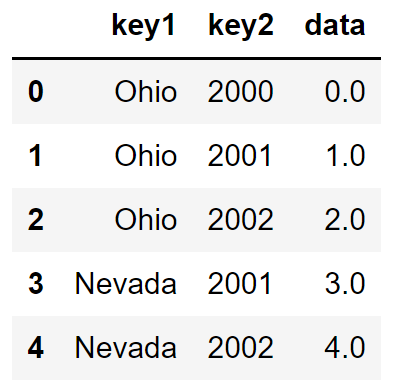 key1 key2 data
0 Ohio 2000 0.0
1 Ohio 2001 1.0
2 Ohio 2002 2.0
3 Nevada 2001 3.0
4 Nevada 2002 4.0